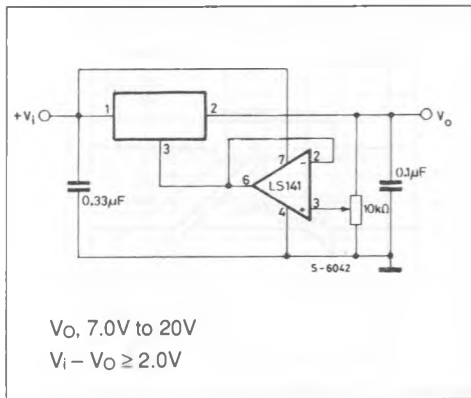 +Vi
1
2
Vo
3
7
2
-
6
LS141
+
3
4
0.33µF
10kΩ
0.1µF
S-6042
VO, 7.0V to 20V
Vi – VO ≥ 2.0V